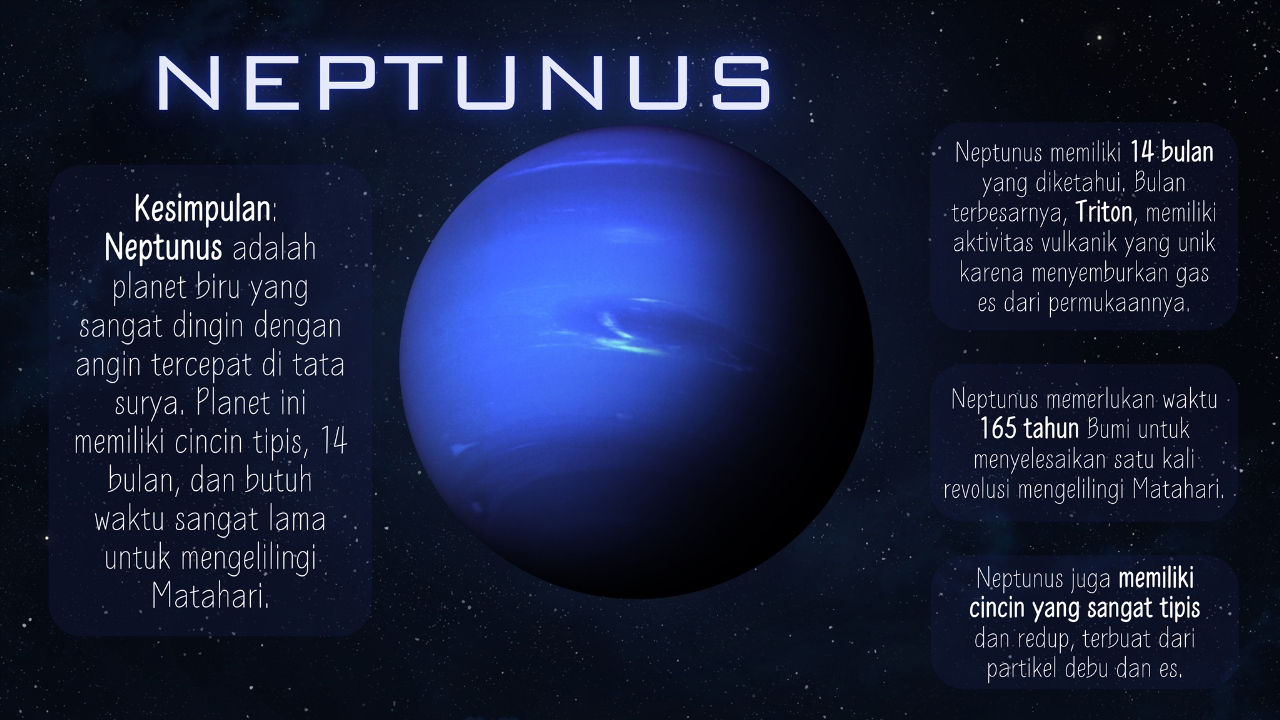 NEPTUNUS
Kesimpulan:
Neptunus adalah
planet biru yang
sangat dingin dengan
angin tercepat di tata
surya. Planet ini
memiliki cincin tipis, 14
bulan, dan butuh
waktu sangat lama
untuk mengelilingi
Matahari.
Neptunus memiliki 14 bulan
yang diketahui. Bulan
terbesarnya, Triton, memiliki
aktivitas vulkanik yang unik
karena menyemburkan gas
es dari permukaannya.
Neptunus memerlukan waktu
165 tahun Bumi untuk
menyelesaikan satu kali
revolusi mengelilingi Matahari.
Neptunus juga memiliki
cincin yang sangat tipis
dan redup, terbuat dari
partikel debu dan es.